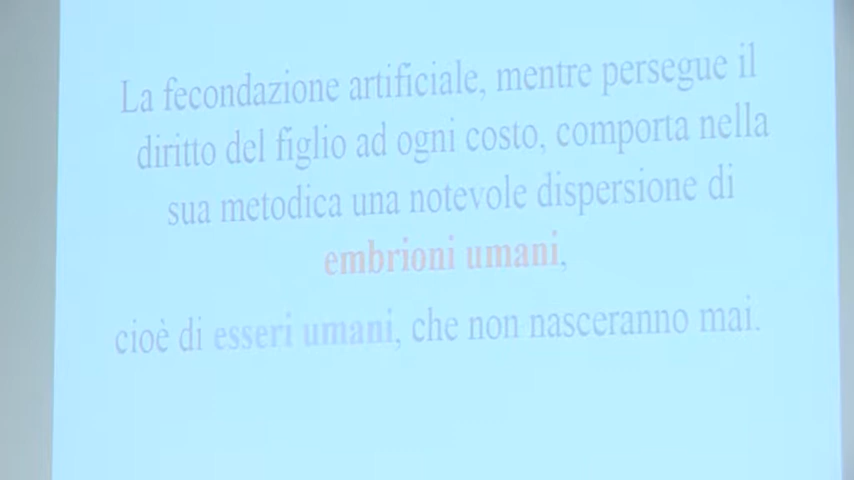 La fecondazione artificiale, mentre persegue il
diritto del figlio ad ogni costo, comporta nella
sua metodica una notevole dispersione di
embrioni umani,
cioè di esseri umani, che non nasceranno mai.